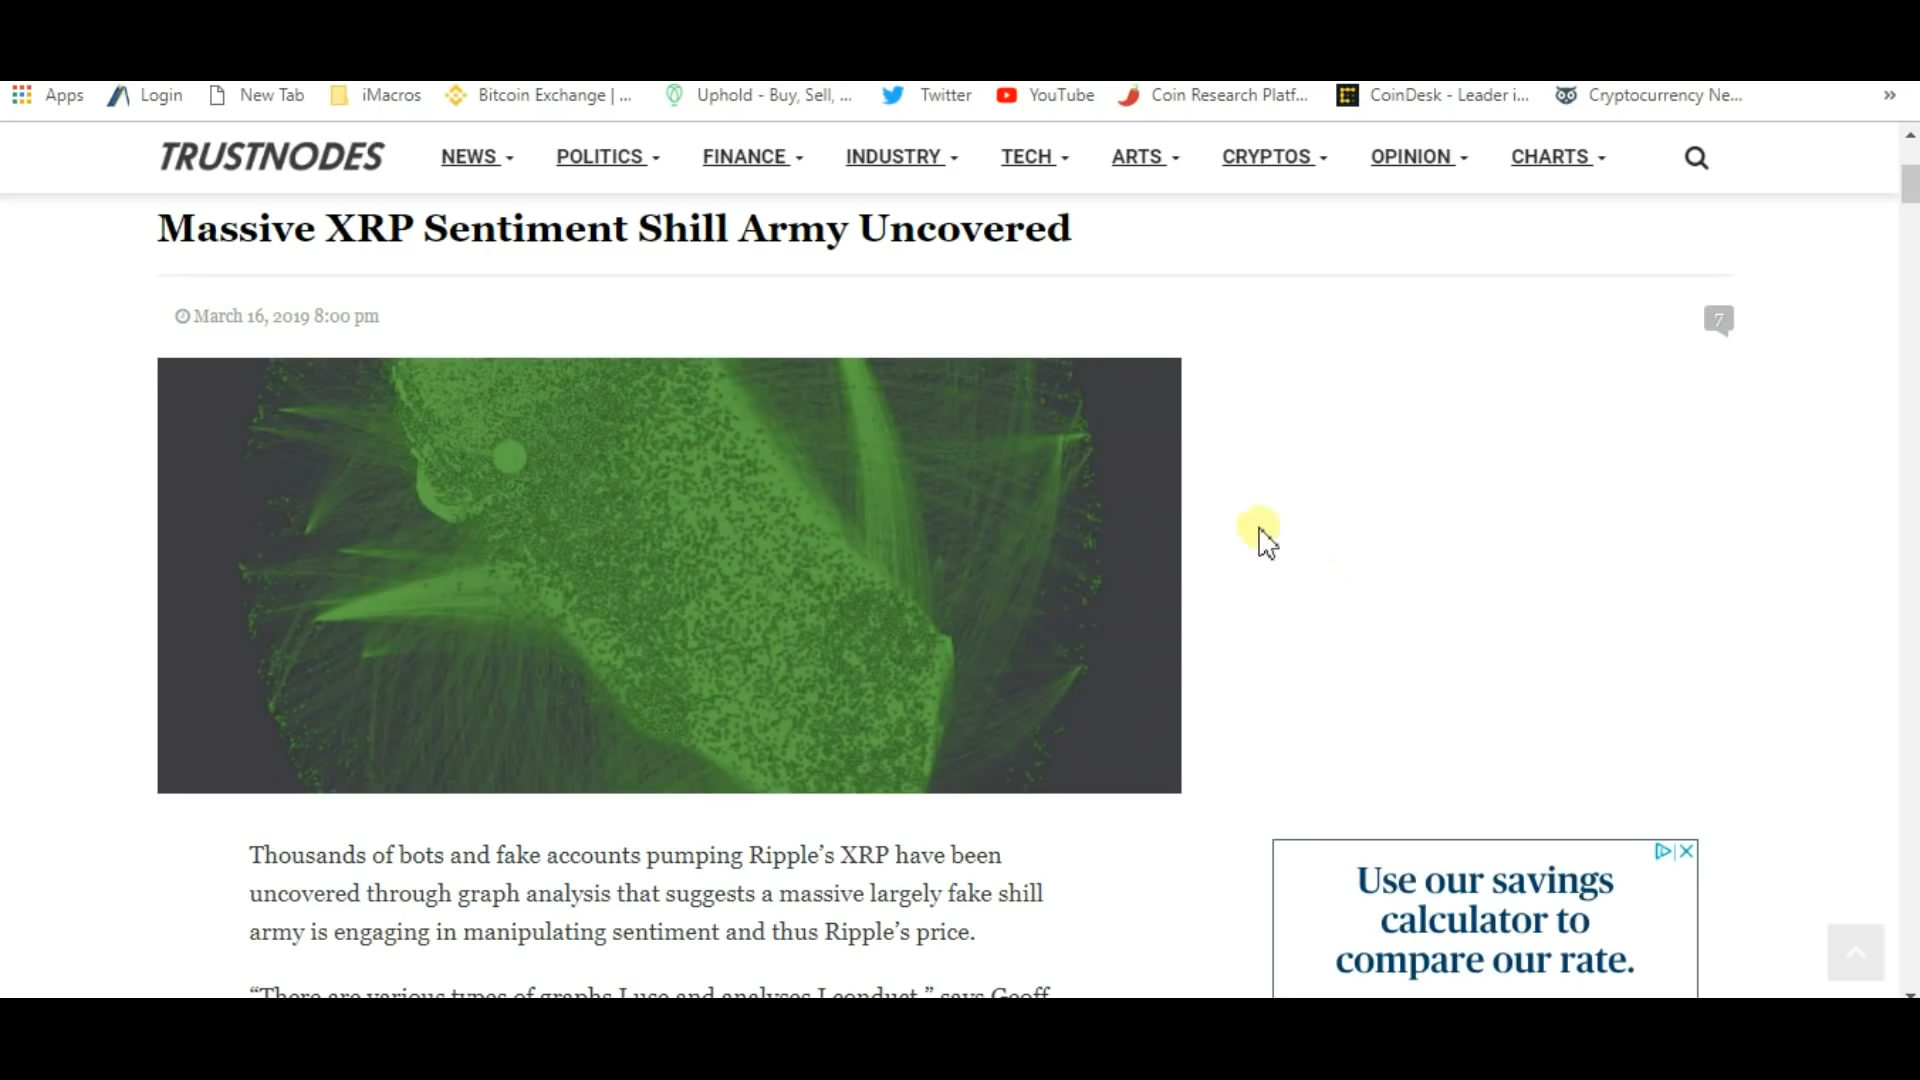 Apps Login New Tab iMacros Bitcoin Exchange | ... Uphold - Buy, Sell, ... Twitter YouTube Coin Research Platf... CoinDesk - Leader i... Cryptocurrency Ne... »
TRUSTNODES NEWS POLITICS FINANCE INDUSTRY TECH ARTS CRYPTOS OPINION CHARTS
Massive XRP Sentiment Shill Army Uncovered
March 16, 2019 8:00 pm
7
Thousands of bots and fake accounts pumping Ripple’s XRP have been
uncovered through graph analysis that suggests a massive largely fake shill
army is engaging in manipulating sentiment and thus Ripple’s price.
“There are various types of graphs I use and analyses I conduct,” says Geoff
Use our savings
calculator to
compare our rate.